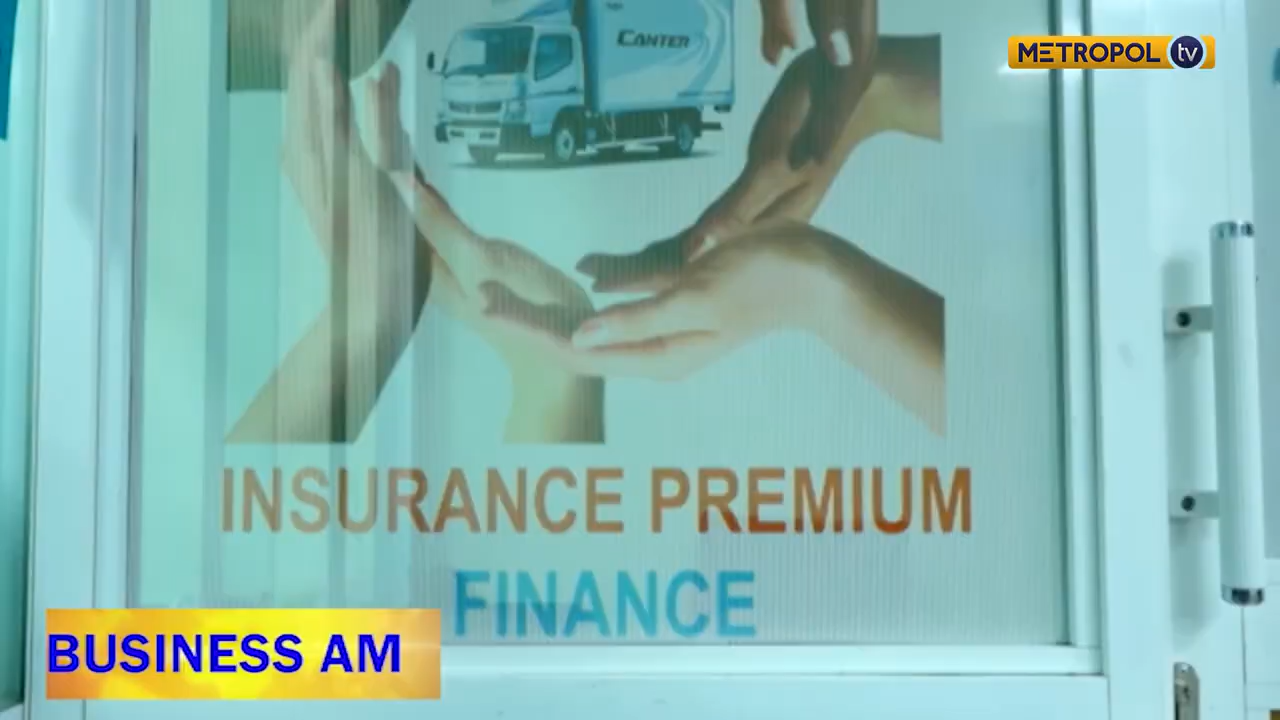 METROPOL tv
CANTER
INSURANCE PREMIUM
FINANCE
BUSINESS AM